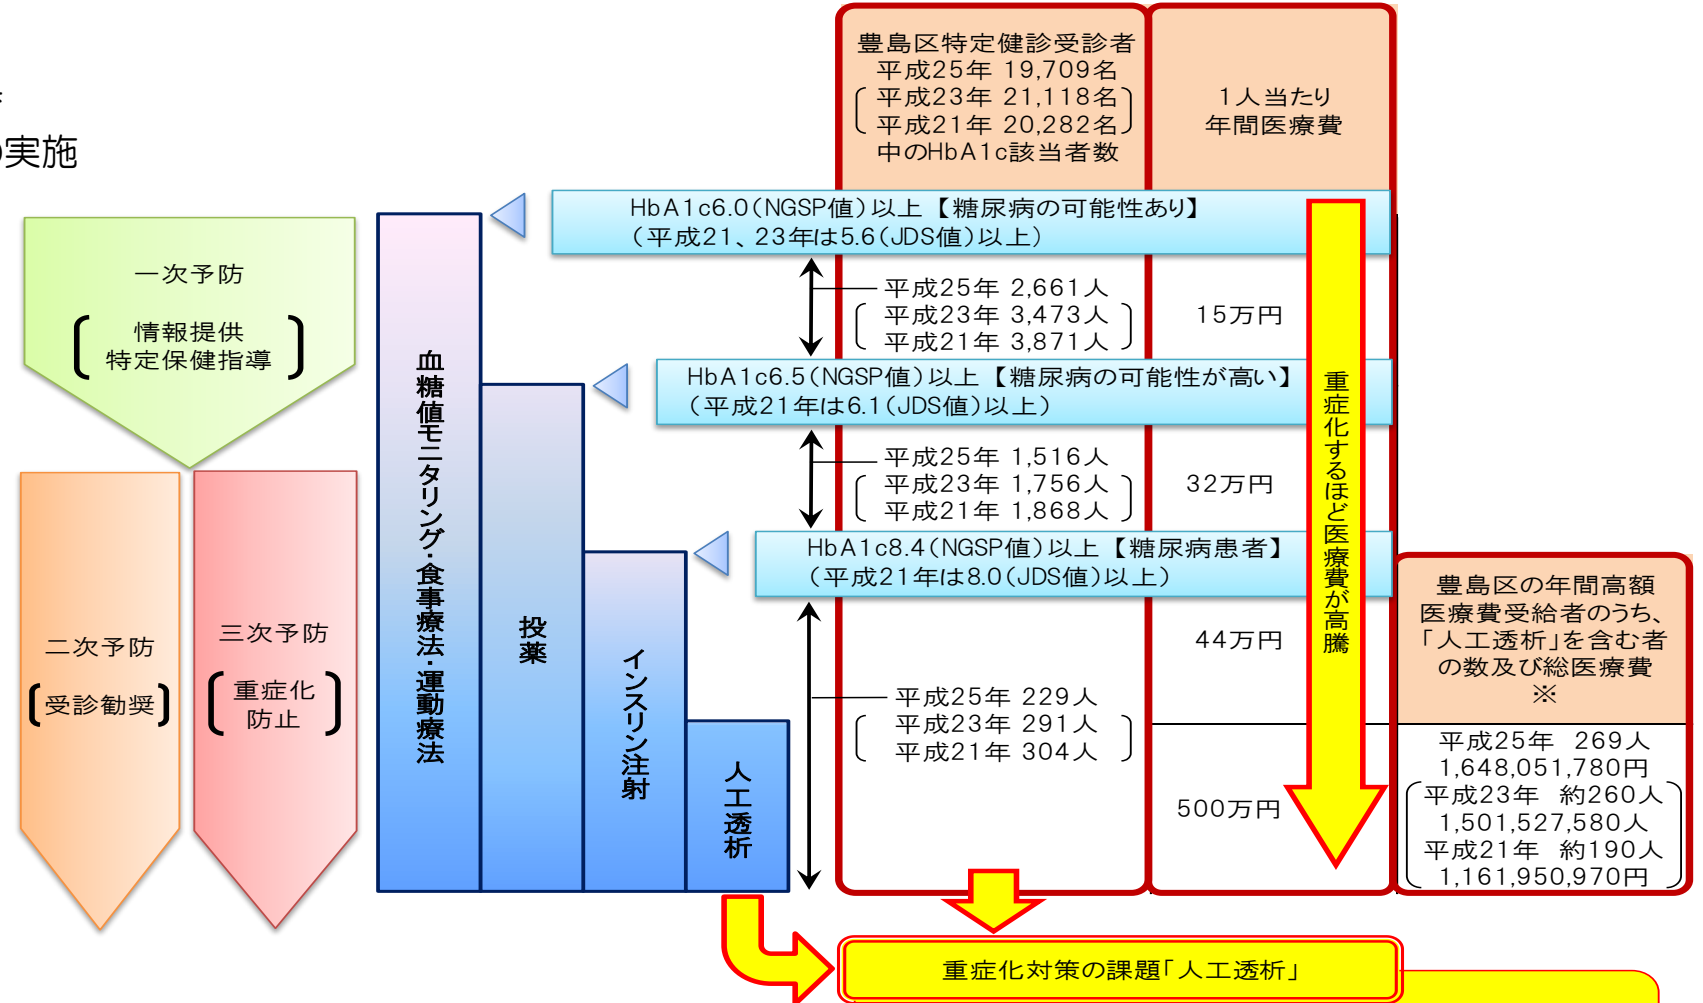 の実施
豊島区特定健診受診者
平成25年 19,709名
平成23年 21,118名
平成21年 20,282名
中のHbA1c該当者数
1人当たり
年間医療費
HbA1c6.0(NGSP値)以上【糖尿病の可能性あり】
(平成21、23年は5.6(JDS値)以上)
平成25年 2,661人
平成23年 3,473人
平成21年 3,871人
15万円
HbA1c6.5(NGSP値)以上【糖尿病の可能性が高い】
(平成21年は6.1(JDS値)以上)
平成25年 1,516人
平成23年 1,756人
平成21年 1,868人
32万円
HbA1c8.4(NGSP値)以上【糖尿病患者】
(平成21年は8.0(JDS値)以上)
44万円
平成25年 229人
平成23年 291人
平成21年 304人
500万円
重症化するほど医療費が高騰
豊島区の年間高額
医療費受給者のうち、
「人工透析」を含む者
の数及び総医療費
※
平成25年 269人
1,648,051,780円
平成23年 約260人
1,501,527,580人
平成21年 約190人
1,161,950,970円
一次予防
情報提供
特定保健指導
二次予防
受診勧奨
三次予防
重症化
防止
血糖値モニタリング・食事療法・運動療法
投薬
インスリン注射
人工透析
重症化対策の課題「人工透析」